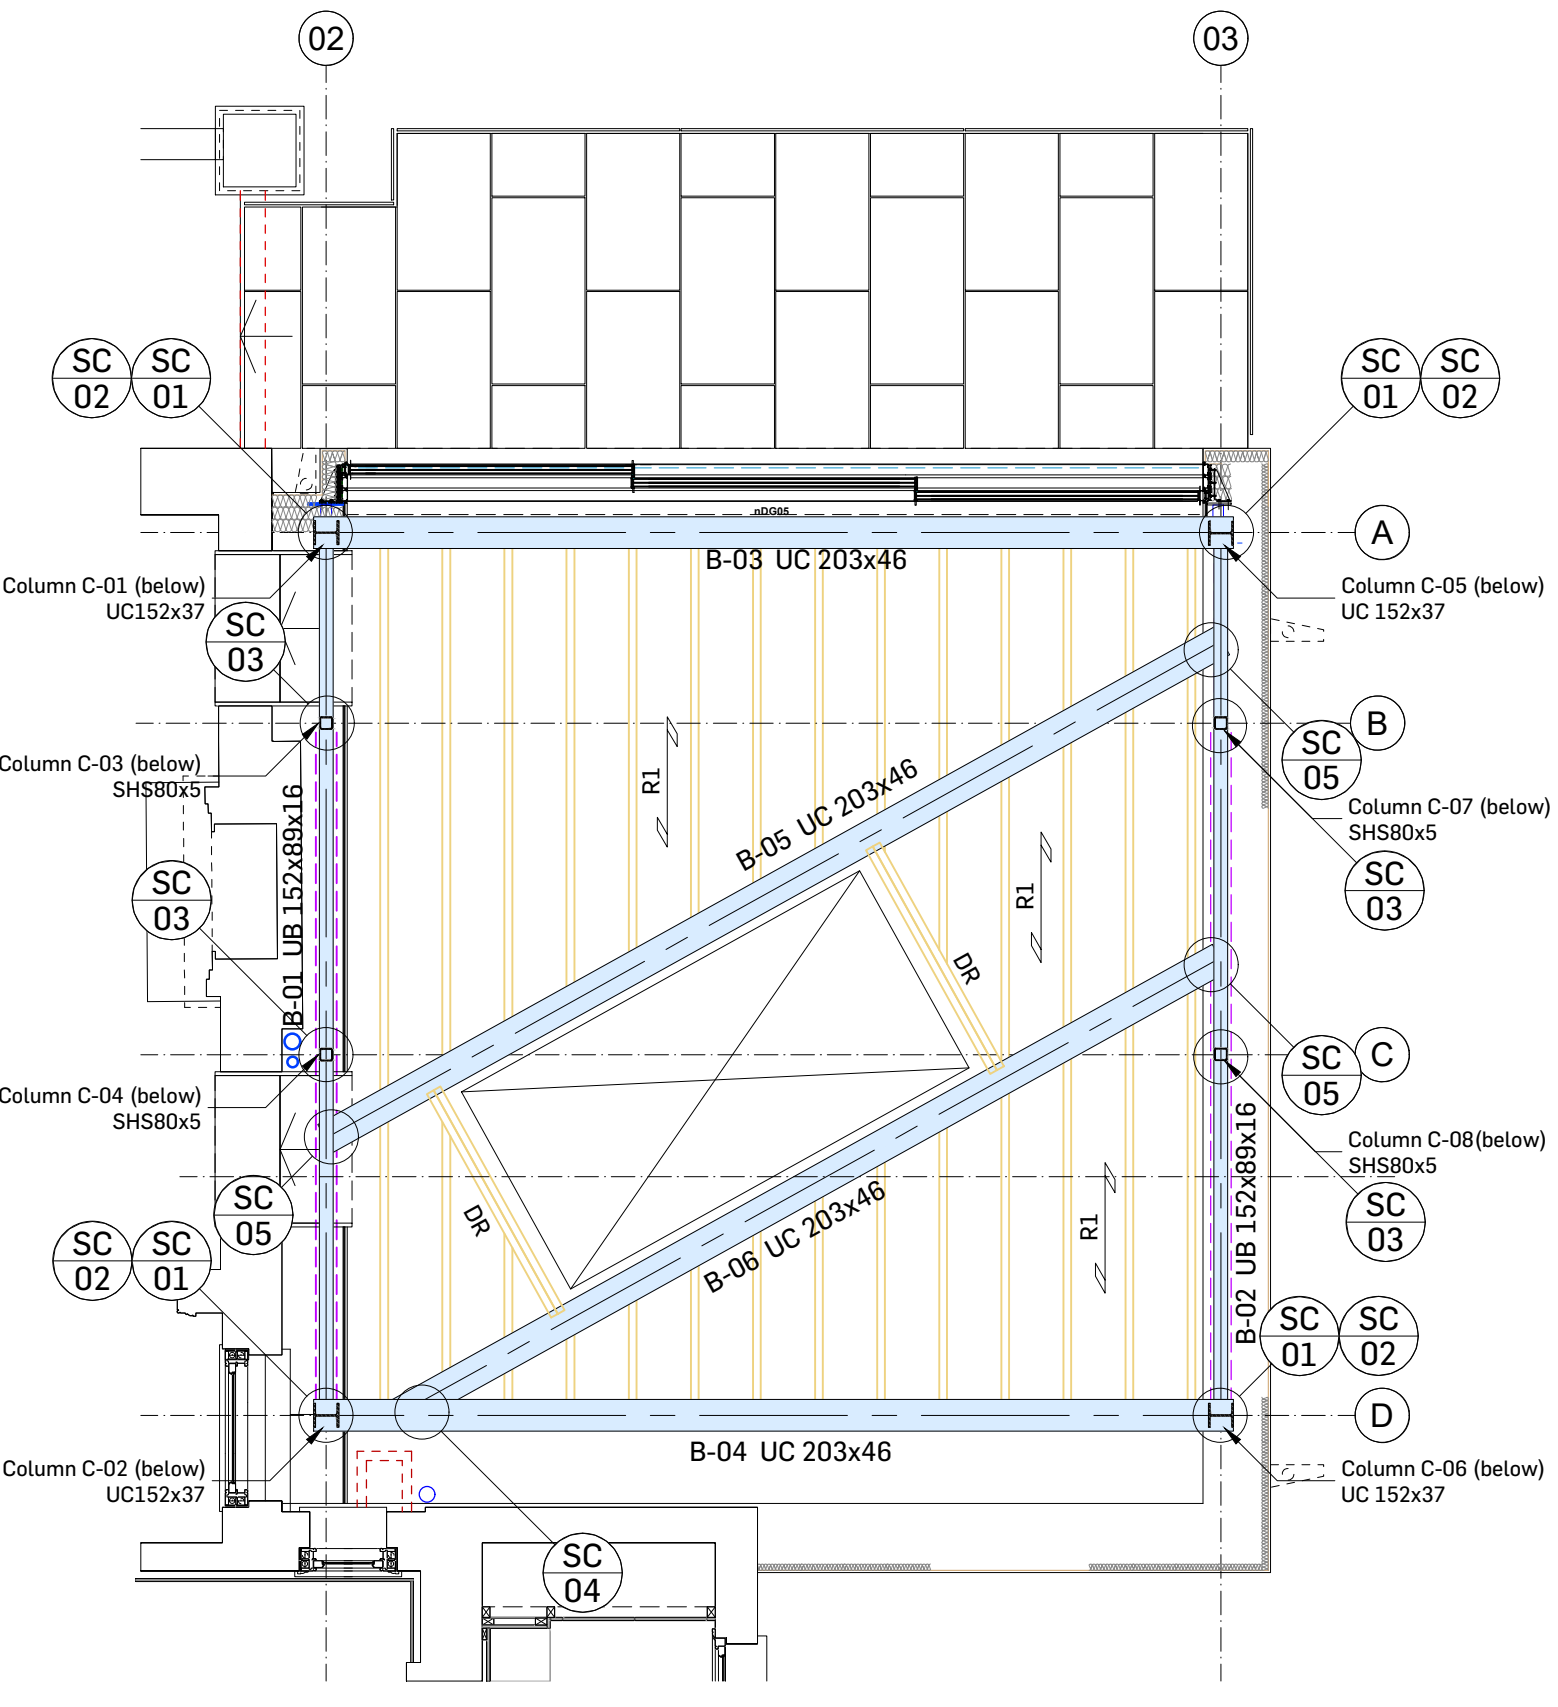 02
03
SC
02
SC
01
SC
01
SC
02
nDG05
A
B-03 UC 203x46
Column C-01 (below)
UC152x37
Column C-05 (below)
UC 152x37
SC
03
B
SC
05
Column C-03 (below)
SHS80x5
R1
B-05 UC 203x46
Column C-07 (below)
SHS80x5
B-01 UB 152x89x16
SC
03
R1
SC
03
DR
C
SC
05
Column C-04 (below)
SHS80x5
B-02 UB 152x89x16
Column C-08(below)
SHS80x5
SC
05
DR
R1
SC
03
B-06 UC 203x46
SC
02
SC
01
SC
01
SC
02
D
B-04 UC 203x46
Column C-02 (below)
UC152x37
Column C-06 (below)
UC 152x37
SC
04